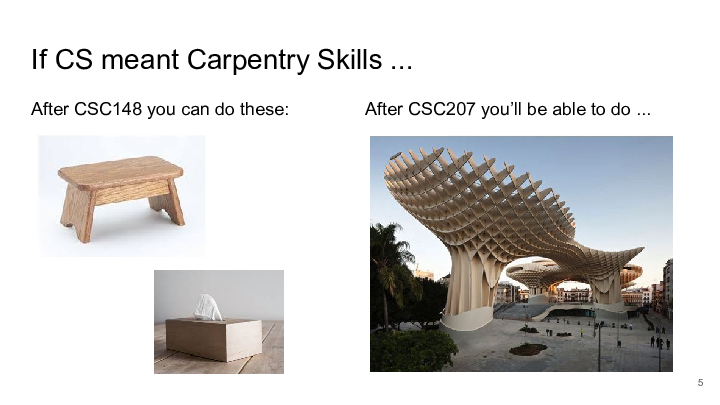 If CS meant Carpentry Skills ...
After CSC148 you can do these:
After CSC207 you’ll be able to do ...
5